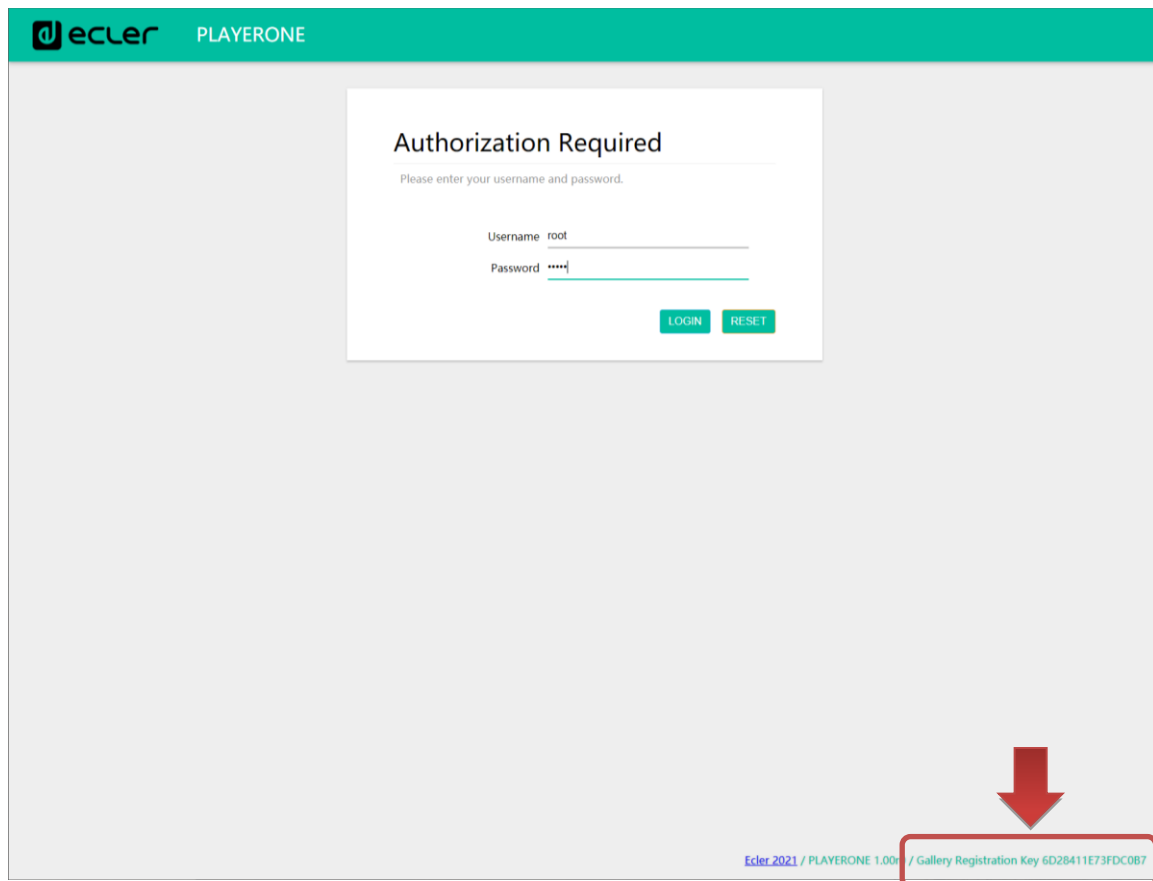 ecler PLAYERONE
Authorization Required
Please enter your username and password.
Username root
Password •••••
LOGIN RESET
Ecler 2021 / PLAYERONE / Gallery Registration Key 6D28411E73FDC0B7